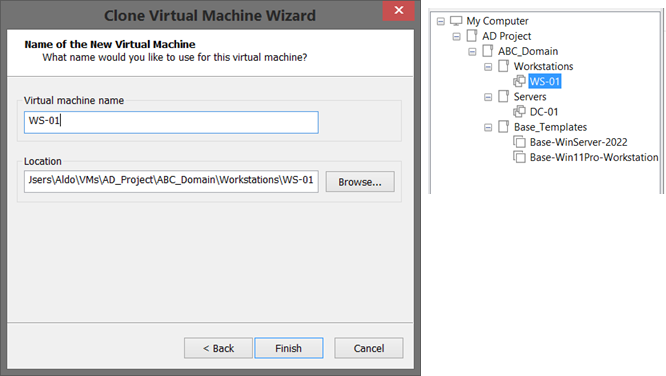 Clone Virtual Machine Wizard
Name of the New Virtual Machine
What name would you like to use for this virtual machine?
Virtual machine name
WS-01
Location
Jsers\Aldo\VMs\AD_Project\ABC_Domain\Workstations\WS-01
Browse...
< Back
Finish
Cancel
My Computer
AD Project
ABC_Domain
Workstations
WS-01
Servers
DC-01
Base_Templates
Base-WinServer-2022
Base-Win11Pro-Workstation